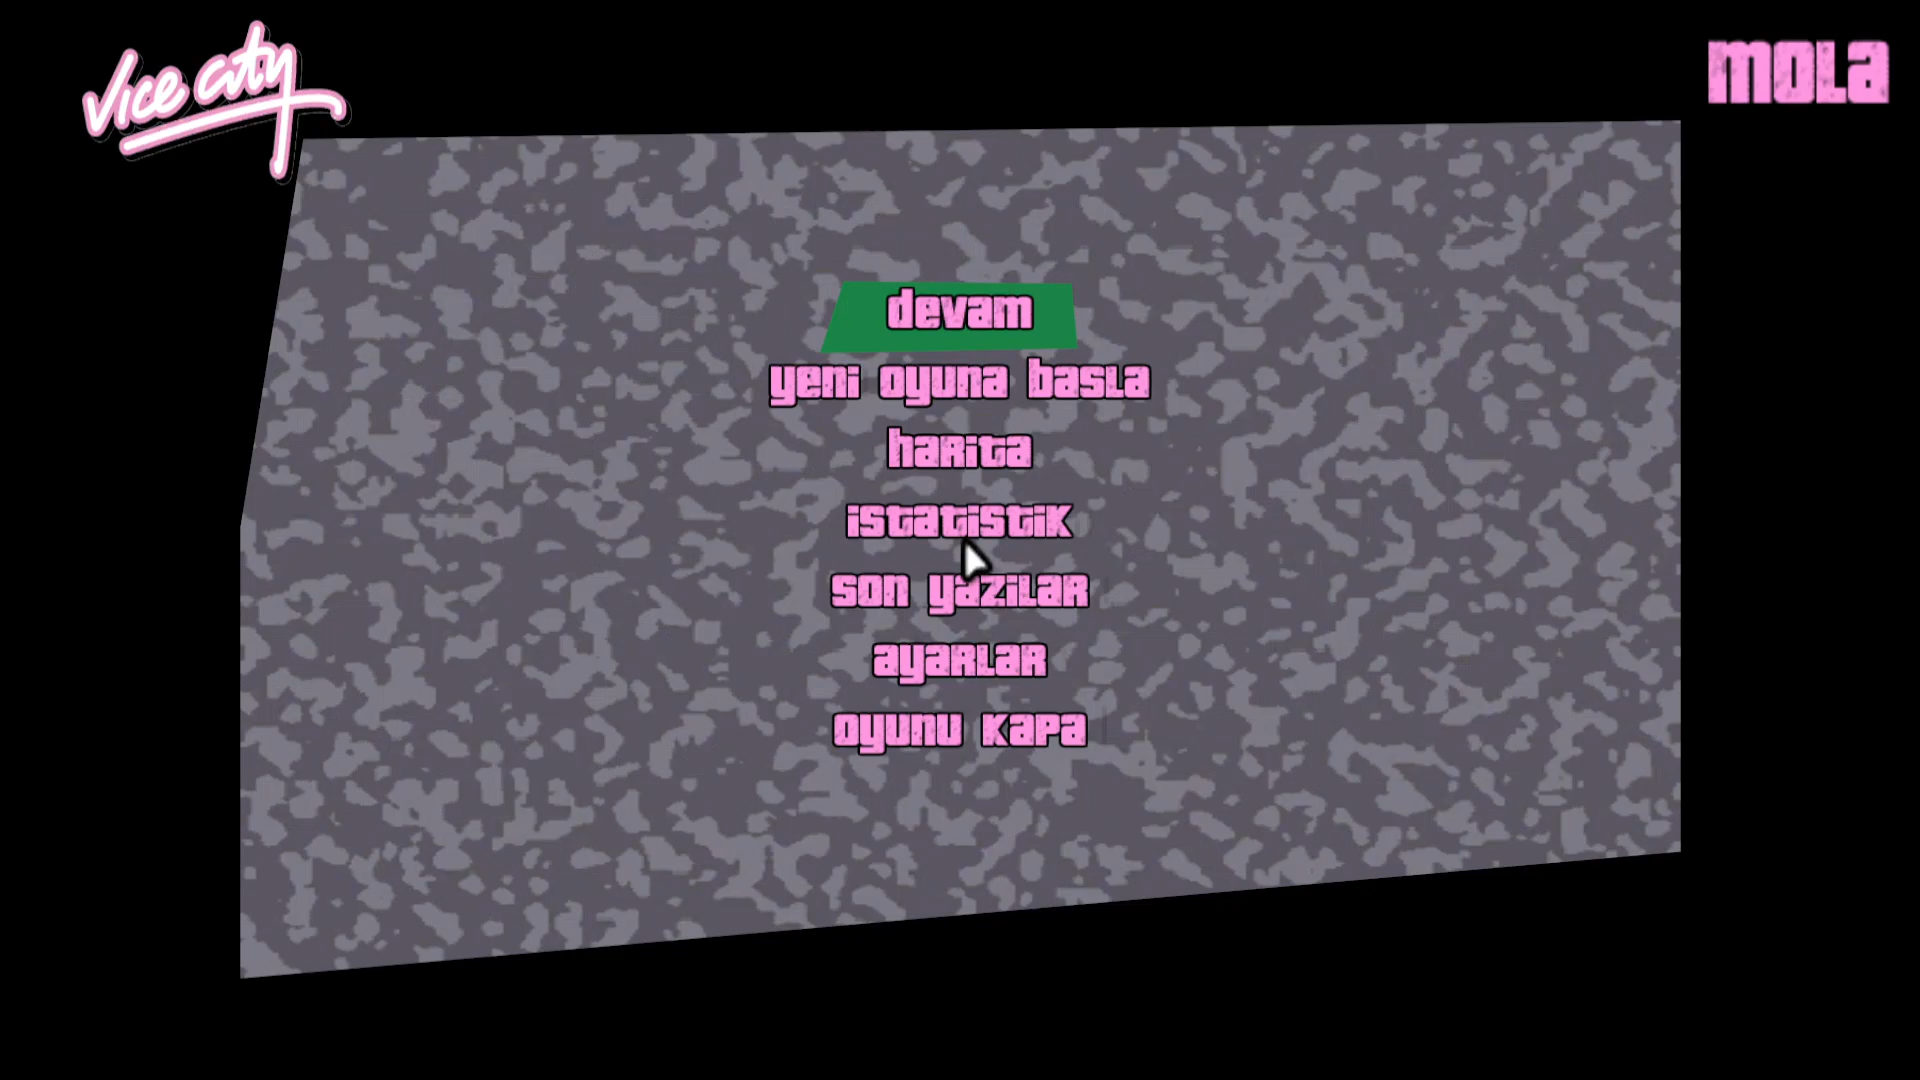 vice city
mola
devam
yeni oyuna basla
harita
istatistik
son yazilar
ayarlar
oyunu kapa